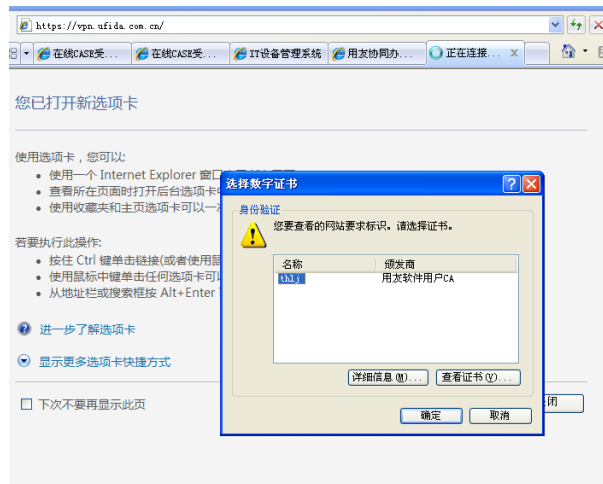 https://vpn.ufida.com.cn/
在线CASE受...
在线CASE受...
IT设备管理系统
用友协同办...
正在连接...
您已打开新选项卡
使用选项卡，您可以:
使用一个 Internet Explorer 窗口
查看所在页面时打开后台选项卡
使用收藏夹和主页选项卡可以一
若要执行此操作:
按住 Ctrl 键单击链接(或者使用鼠
使用鼠标中键单击任何选项卡可
从地址栏或搜索框按 Alt+Enter
进一步了解选项卡
显示更多选项卡快捷方式
下次不要再显示此页
闭
选择数字证书
身份验证
您要查看的网站要求标识。请选择证书。
名称 颁发商
thlj 用友软件用户CA
详细信息(M)... 查看证书(V)...
确定 取消